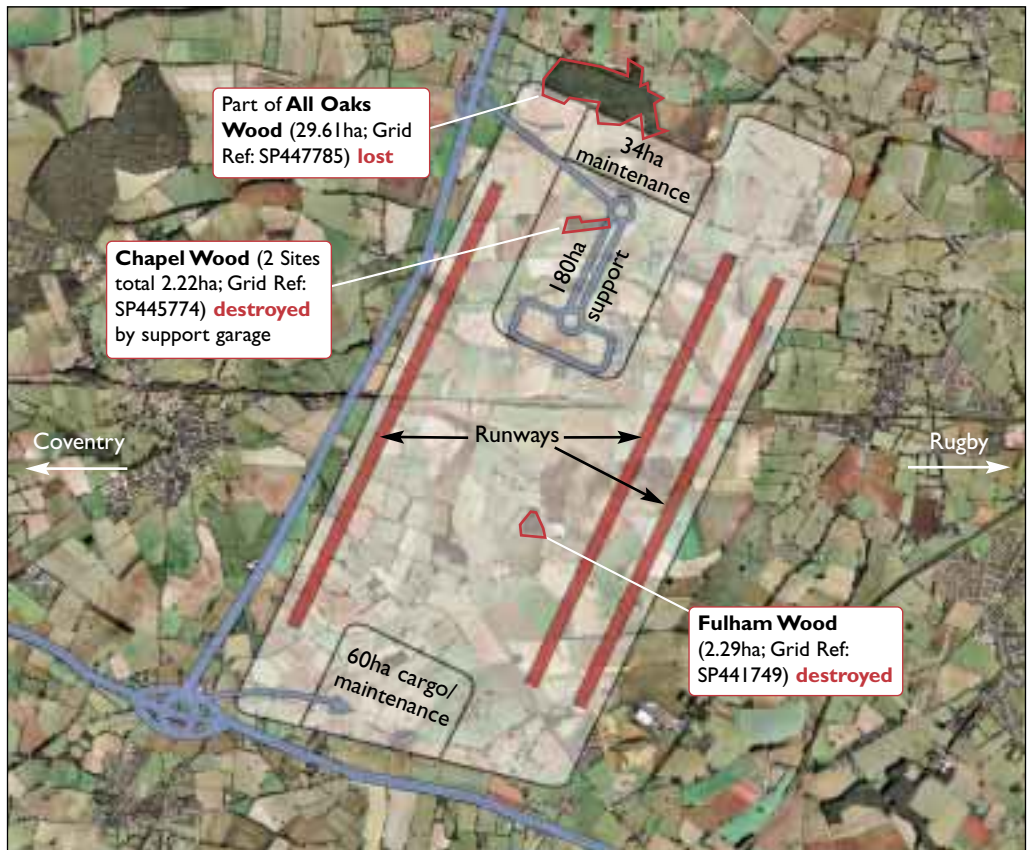 Part of All Oaks
Wood (29.61ha; Grid
Ref: SP447785) lost
34ha
maintenance
Chapel Wood (2 Sites
total 2.22ha; Grid Ref:
SP445774) destroyed
by support garage
180ha
support
Coventry
Runways
Rugby
Fulham Wood
(2.29ha; Grid Ref:
SP441749) destroyed
60ha cargo/
maintenance